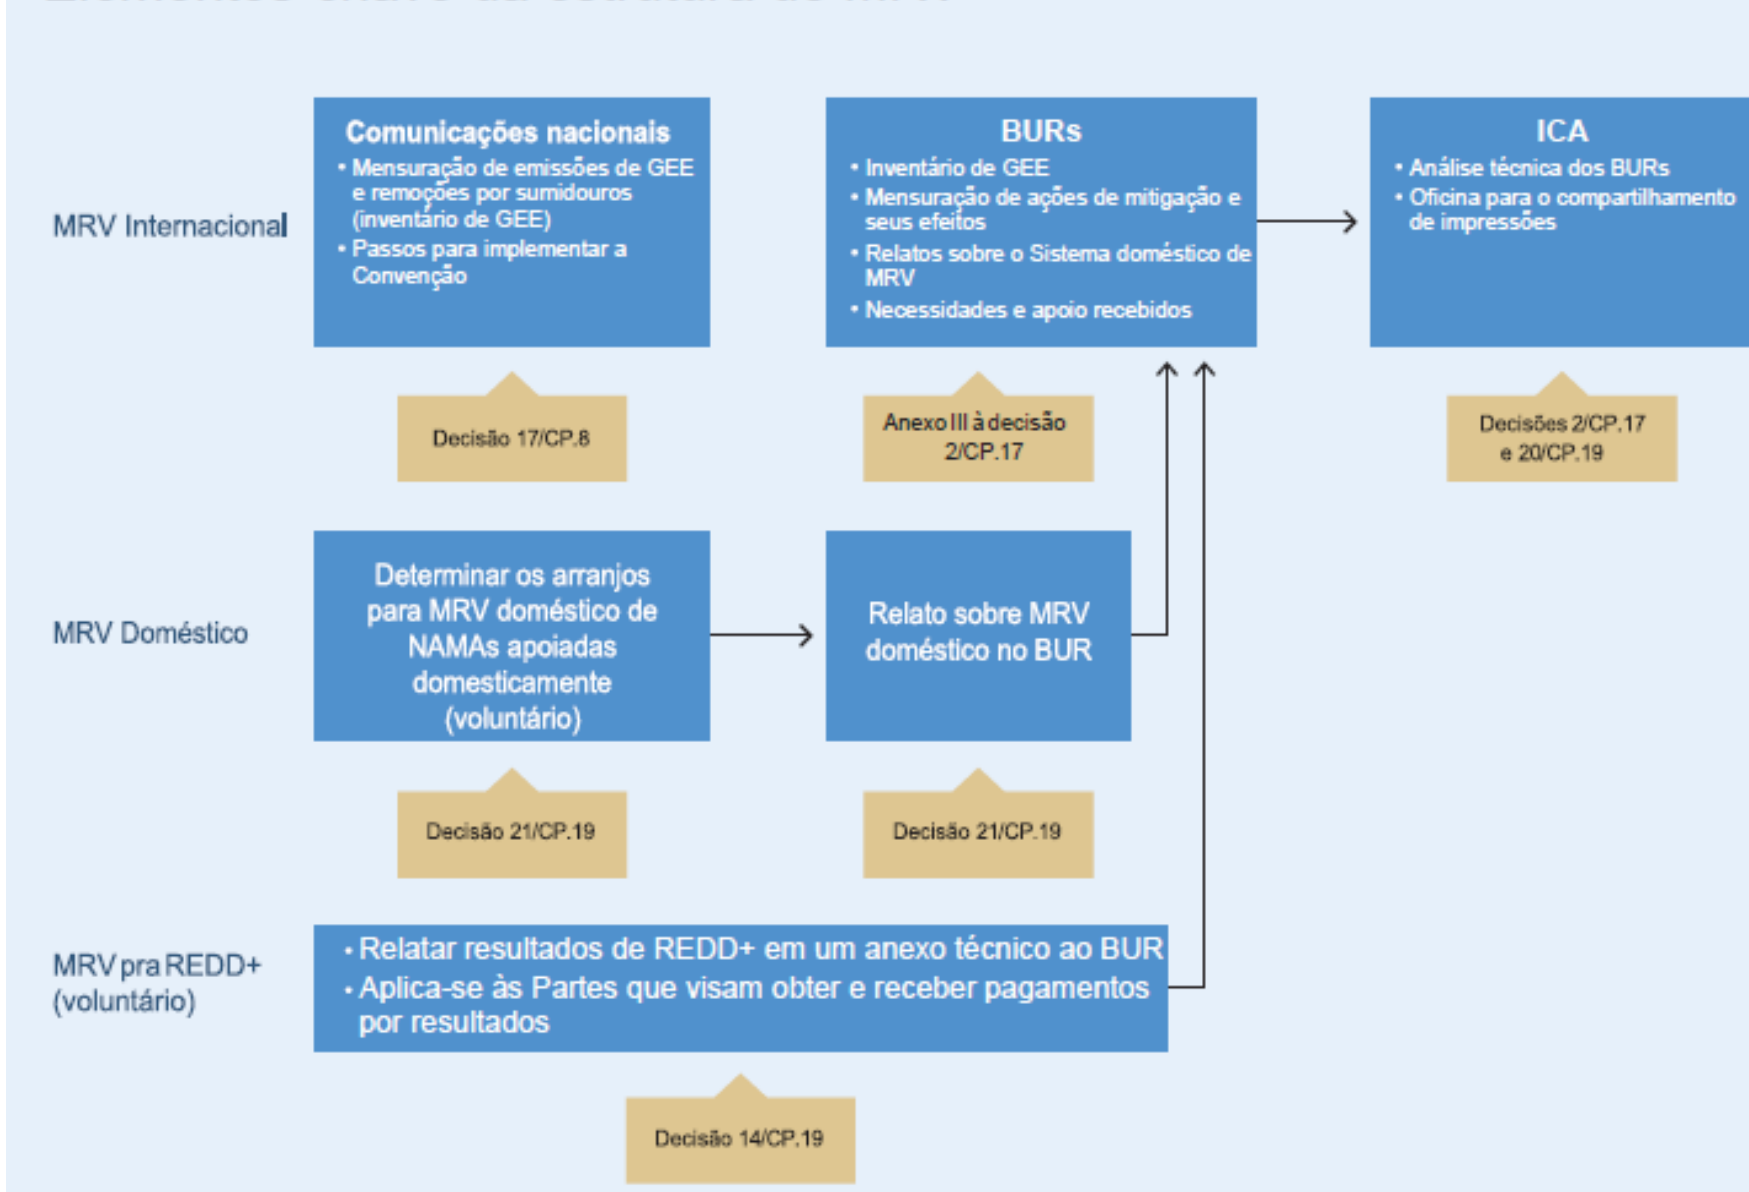 MRV Internacional
Comunicações nacionais
• Mensuração de emissões de GEE
e remoções por sumidouros
(inventário de GEE)
• Passos para implementar a
Convenção
BURs
• Inventário de GEE
• Mensuração de ações de mitigação e
seus efeitos
• Relatos sobre o Sistema doméstico de
MRV
• Necessidades e apoio recebidos
ICA
• Análise técnica dos BURs
• Oficina para o compartilhamento
de impressões
Decisão 17/CP.8
Anexo III à decisão
2/CP.17
Decisões 2/CP.17
e 20/CP.19
MRV Doméstico
Determinar os arranjos
para MRV doméstico de
NAMAs apoiadas
domesticamente
(voluntário)
Relato sobre MRV
doméstico no BUR
Decisão 21/CP.19
Decisão 21/CP.19
MRV pra REDD+
(voluntário)
• Relatar resultados de REDD+ em um anexo técnico ao BUR
• Aplica-se às Partes que visam obter e receber pagamentos
por resultados
Decisão 14/CP.19